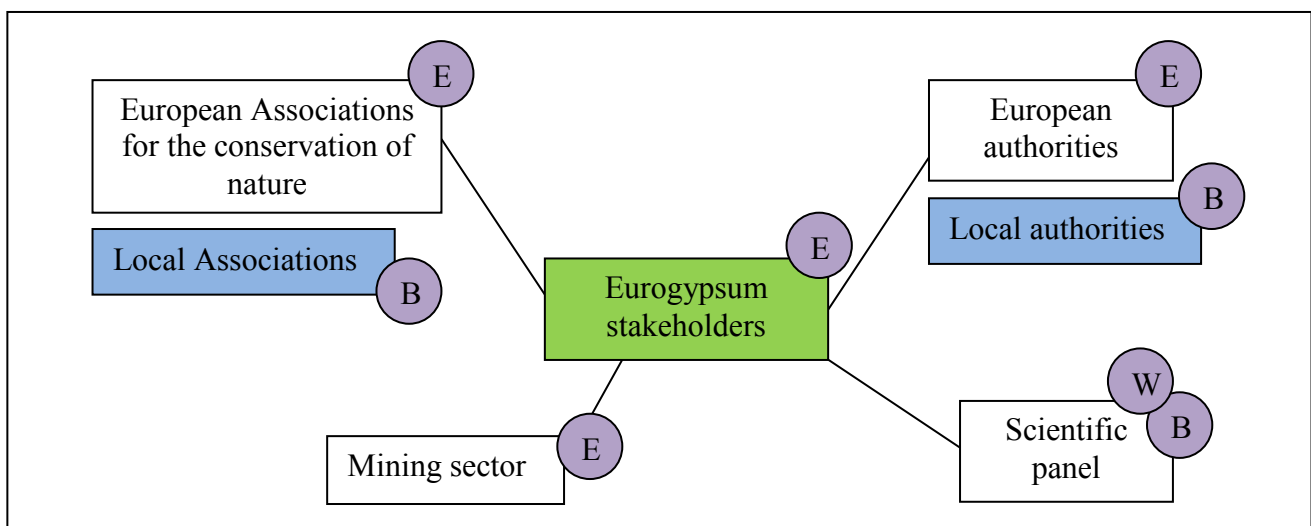 E
European Associations
for the conservation of
nature
Local Associations
B
E
European
authorities
B
Local authorities
E
Eurogypsum
stakeholders
E
Mining sector
W
B
Scientific
panel